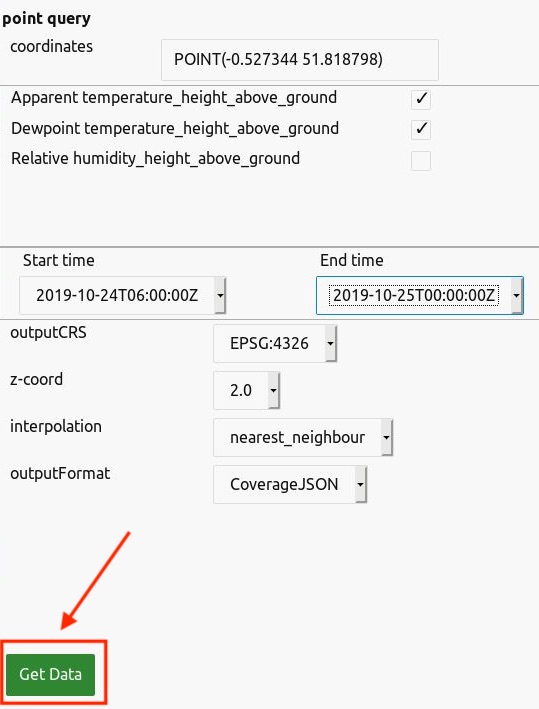 point query
coordinates POINT(-0.527344 51.818798)
Apparent temperature_height_above_ground ✓
Dewpoint temperature_height_above_ground ✓
Relative humidity_height_above_ground
Start time End time
2019-10-24T06:00:00Z 2019-10-25T00:00:00Z
outputCRS EPSG:4326
z-coord 2.0
interpolation nearest_neighbour
outputFormat CoverageJSON
Get Data